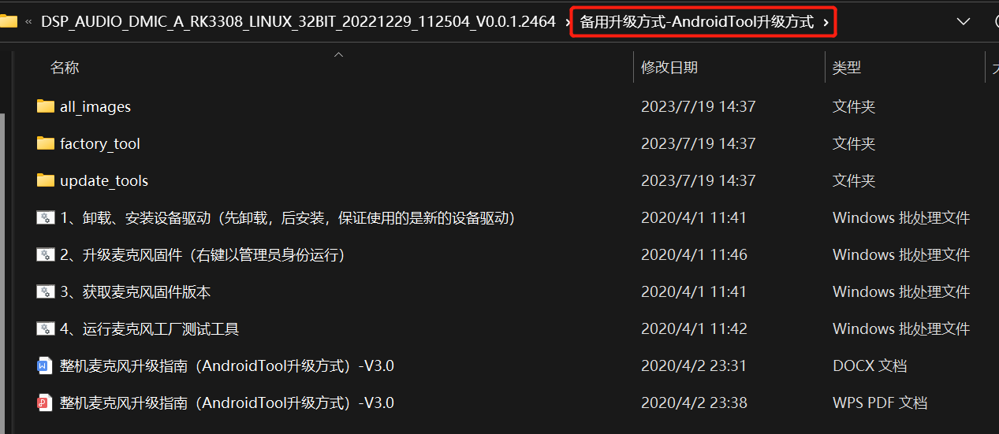 « DSP_AUDIO_DMIC_A_RK3308_LINUX_32BIT_20221229_112504_V0.0.1.2464 › 备用升级方式-AndroidTool升级方式 ›
名称 修改日期 类型
all_images 2023/7/19 14:37 文件夹
factory_tool 2023/7/19 14:37 文件夹
update_tools 2023/7/19 14:37 文件夹
1、卸载、安装设备驱动（先卸载，后安装，保证使用的是新的设备驱动） 2020/4/1 11:41 Windows 批处理文件
2、升级麦克风固件（右键以管理员身份运行） 2020/4/1 11:46 Windows 批处理文件
3、获取麦克风固件版本 2020/4/1 11:41 Windows 批处理文件
4、运行麦克风工厂测试工具 2020/4/1 11:42 Windows 批处理文件
整机麦克风升级指南（AndroidTool升级方式）-V3.0 2020/4/2 23:31 DOCX 文档
整机麦克风升级指南（AndroidTool升级方式）-V3.0 2020/4/2 23:38 WPS PDF 文档